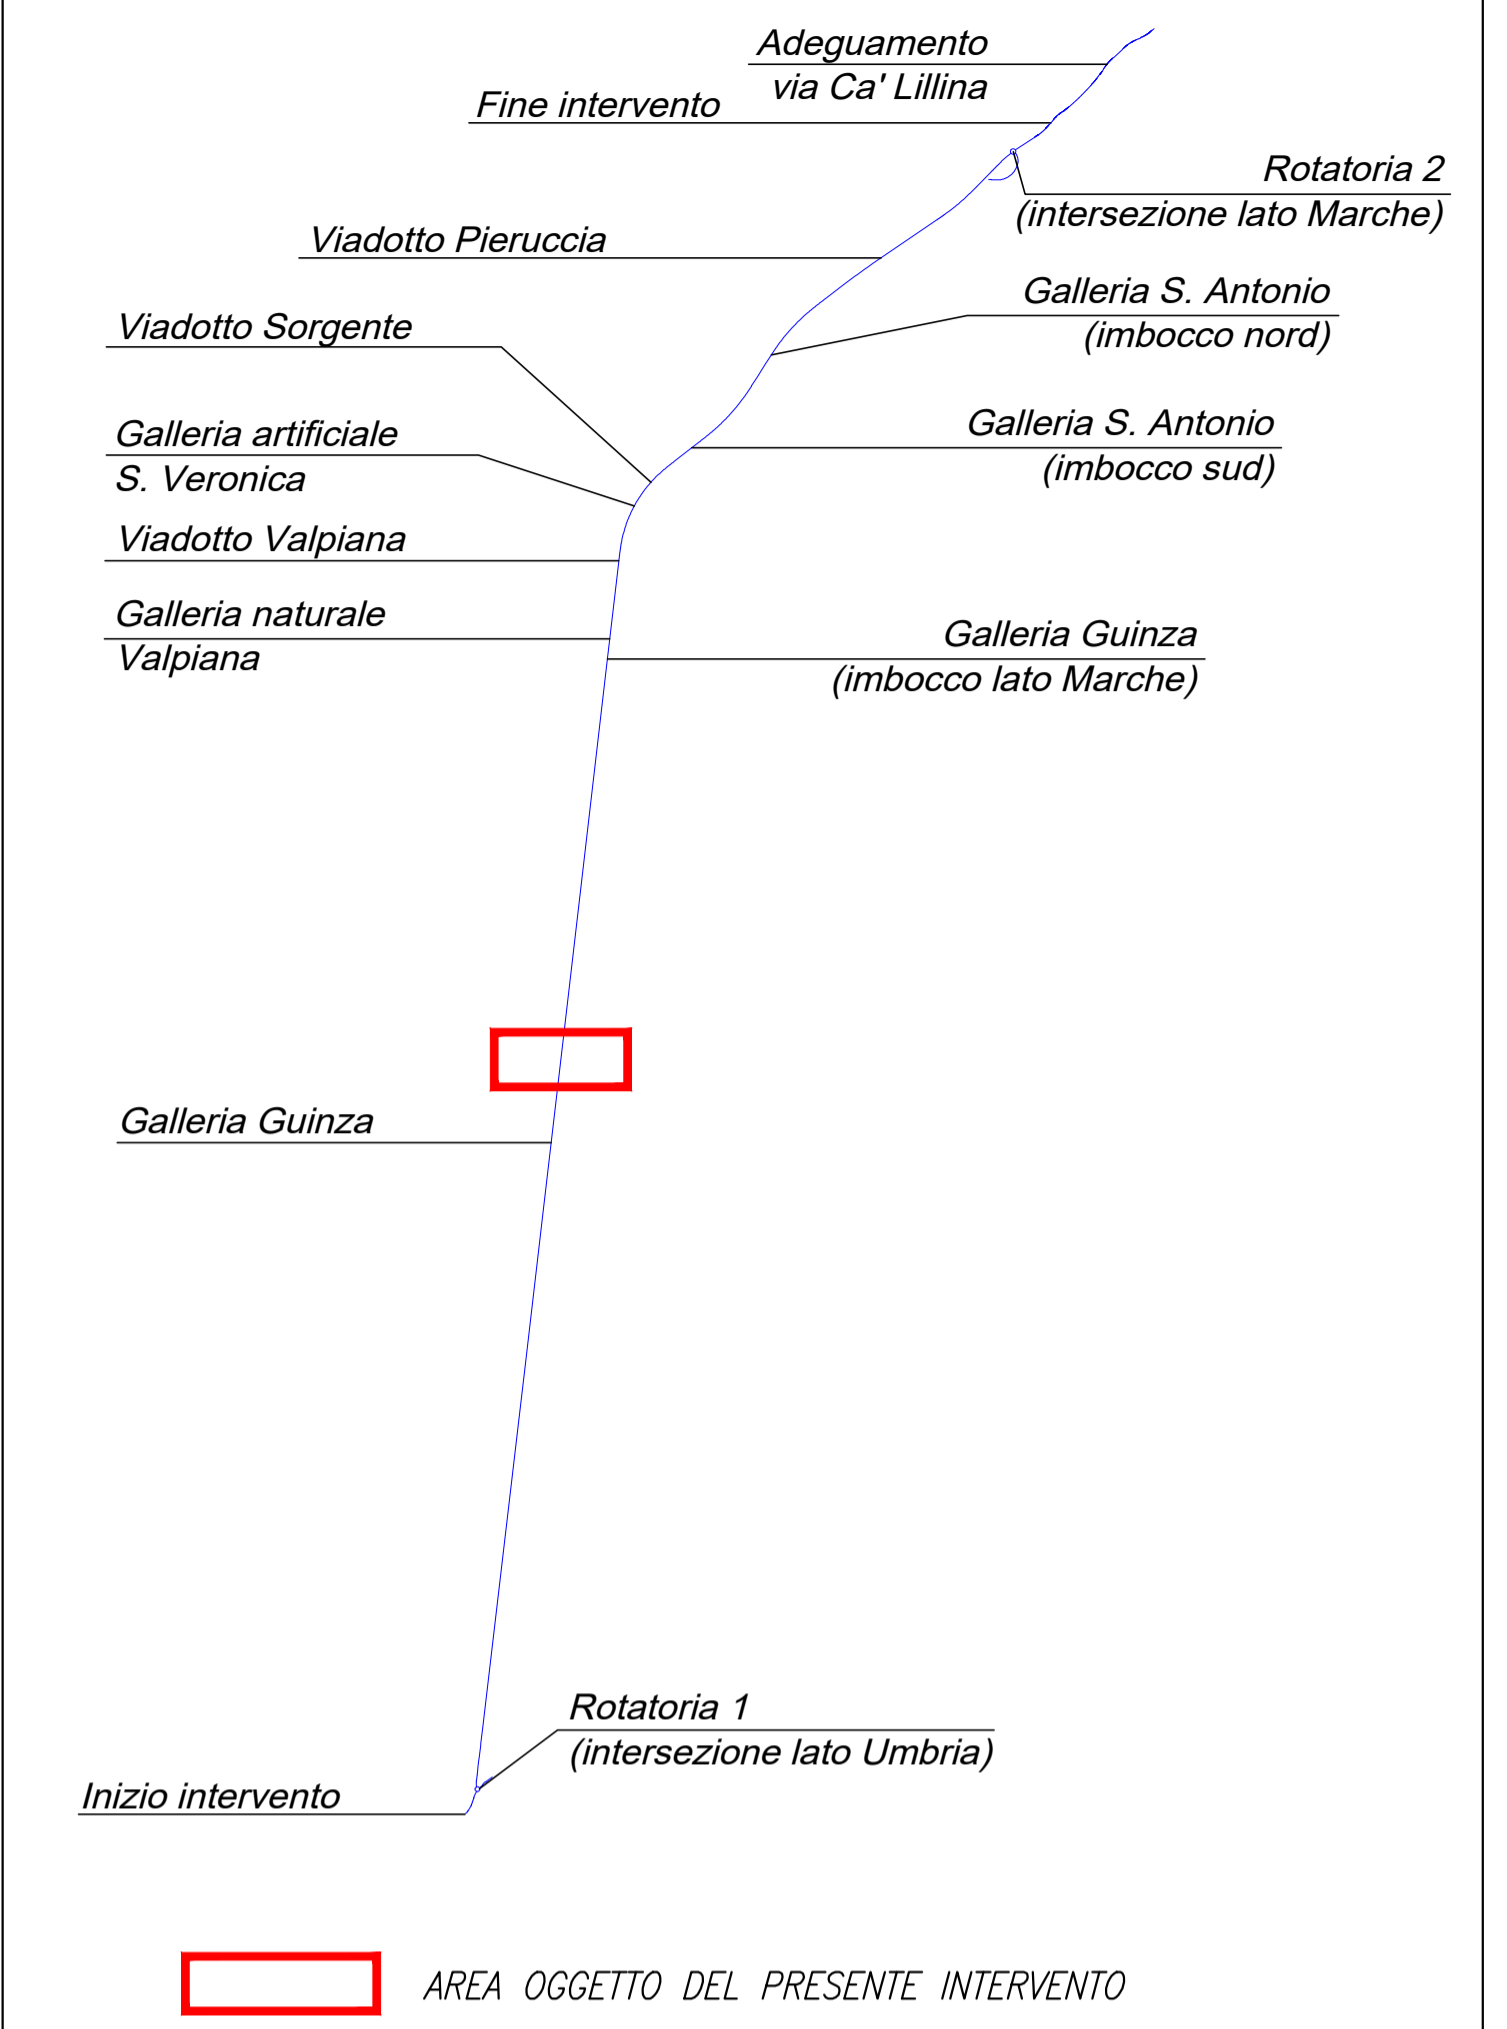 Adeguamento
via Ca' Lillina
Fine intervento
Rotatoria 2
(intersezione lato Marche)
Viadotto Pieruccia
Galleria S. Antonio
(imbocco nord)
Viadotto Sorgente
Galleria S. Antonio
(imbocco sud)
Galleria artificiale
S. Veronica
Viadotto Valpiana
Galleria naturale
Valpiana
Galleria Guinza
(imbocco lato Marche)
Galleria Guinza
Rotatoria 1
(intersezione lato Umbria)
Inizio intervento
AREA OGGETTO DEL PRESENTE INTERVENTO